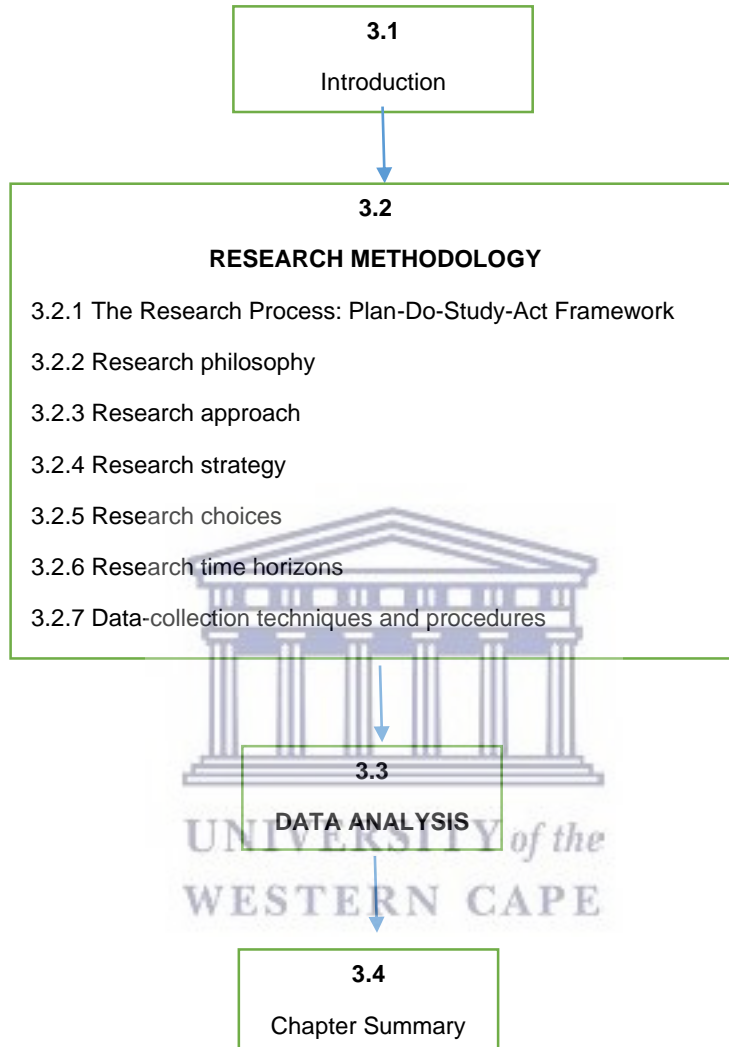 3.1
Introduction
3.2
RESEARCH METHODOLOGY
3.2.1 The Research Process: Plan-Do-Study-Act Framework
3.2.2 Research philosophy
3.2.3 Research approach
3.2.4 Research strategy
3.2.5 Research choices
3.2.6 Research time horizons
3.2.7 Data-collection techniques and procedures
3.3
DATA ANALYSIS
UNIVERSITY of the
WESTERN CAPE
3.4
Chapter Summary